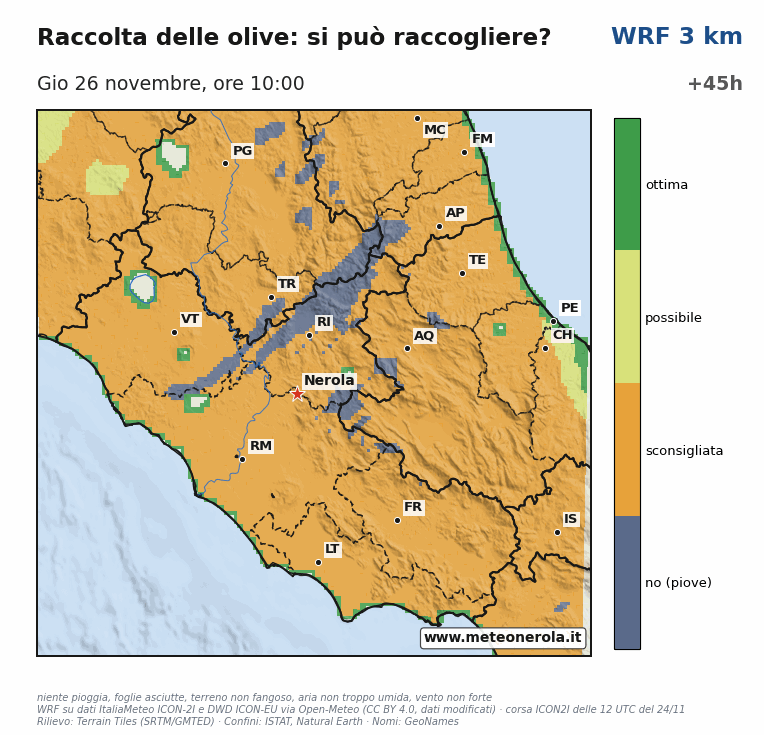 Raccolta delle olive: si può raccogliere?
WRF 3 km
Gio 26 novembre, ore 10:00
+45h
MC
FM
PG
AP
TE
TR
PE
VT
RI
CH
AQ
Nerola
RM
FR
IS
LT
www.meteonerola.it
ottima
possibile
sconsigliata
no (piove)
niente pioggia, foglie asciutte, terreno non fangoso, aria non troppo umida, vento non forte
WRF su dati ItaliaMeteo ICON-2I e DWD ICON-EU via Open-Meteo (CC BY 4.0, dati modificati) · corsa ICON2I delle 12 UTC del 24/11
Rilievo: Terrain Tiles (SRTM/GMTED) · Confini: ISTAT, Natural Earth · Nomi: GeoNames